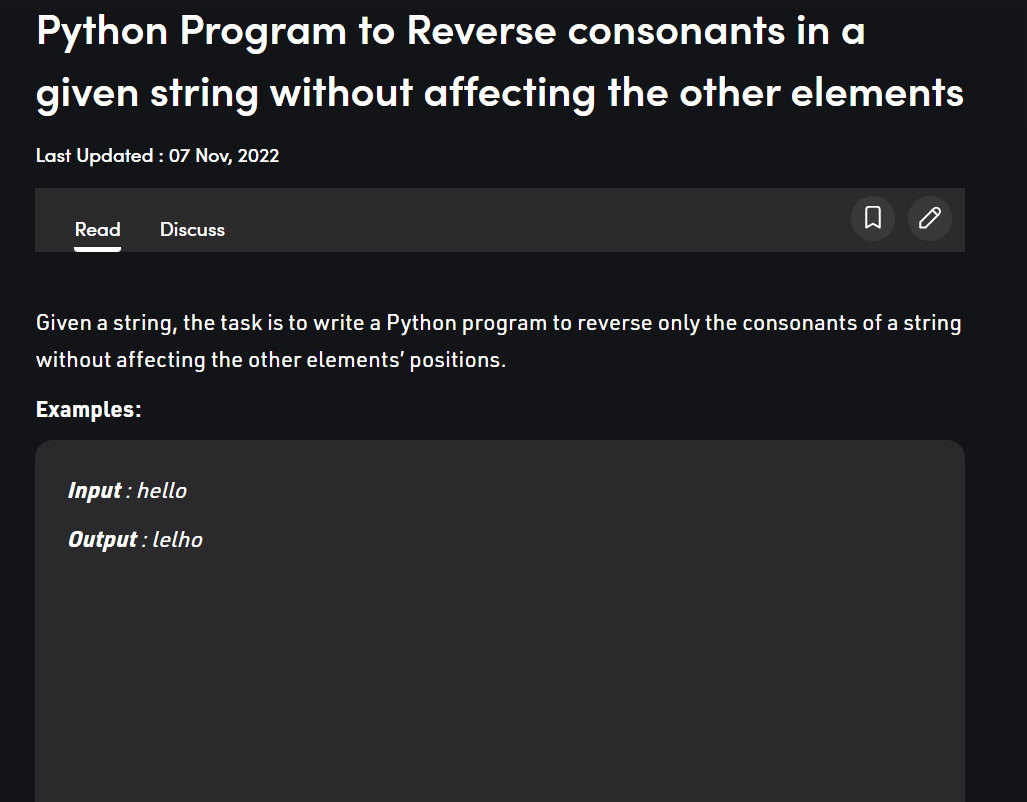 Python Program to Reverse consonants in a
given string without affecting the other elements
Last Updated : 07 Nov, 2022
Read Discuss
Given a string, the task is to write a Python program to reverse only the consonants of a string
without affecting the other elements’ positions.
Examples:
Input : hello
Output : lelho